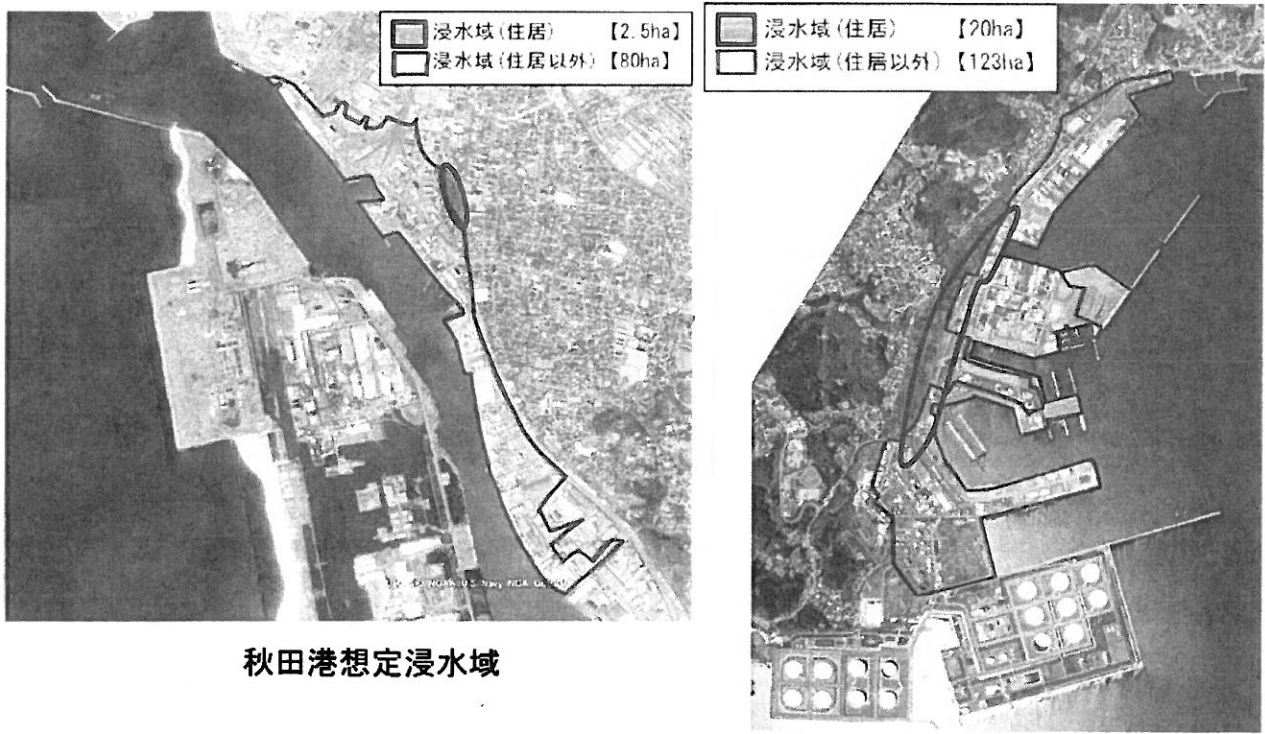 浸水域(住居) 【2.5ha】
浸水域(住居以外) 【80ha】
浸水域(住居) 【20ha】
浸水域(住居以外) 【123ha】
秋田港想定浸水域